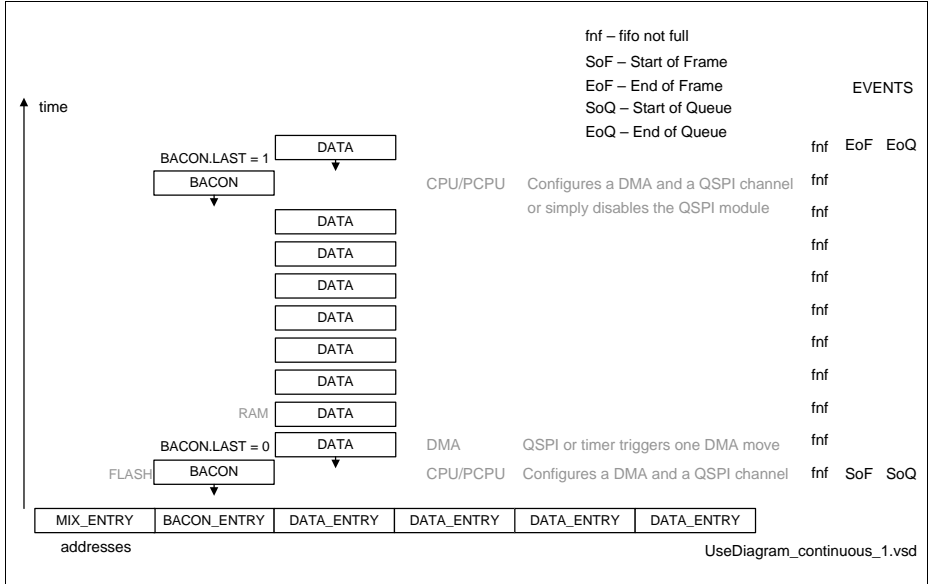 fnf – fifo not full
SoF – Start of Frame
EoF – End of Frame
EVENTS
time
SoQ – Start of Queue
EoQ – End of Queue
DATA
fnf EoF EoQ
BACON.LAST = 1
BACON
CPU/PCPU Configures a DMA and a QSPI channel
fnf
or simply disables the QSPI module
fnf
DATA
DATA
fnf
DATA
fnf
DATA
fnf
DATA
fnf
DATA
fnf
RAM
DATA
fnf
BACON.LAST = 0
DATA
DMA QSPI or timer triggers one DMA move
fnf
FLASH
BACON
CPU/PCPU Configures a DMA and a QSPI channel
fnf SoF SoQ
MIX_ENTRY BACON_ENTRY DATA_ENTRY DATA_ENTRY DATA_ENTRY DATA_ENTRY
addresses
UseDiagram_continuous_1.vsd